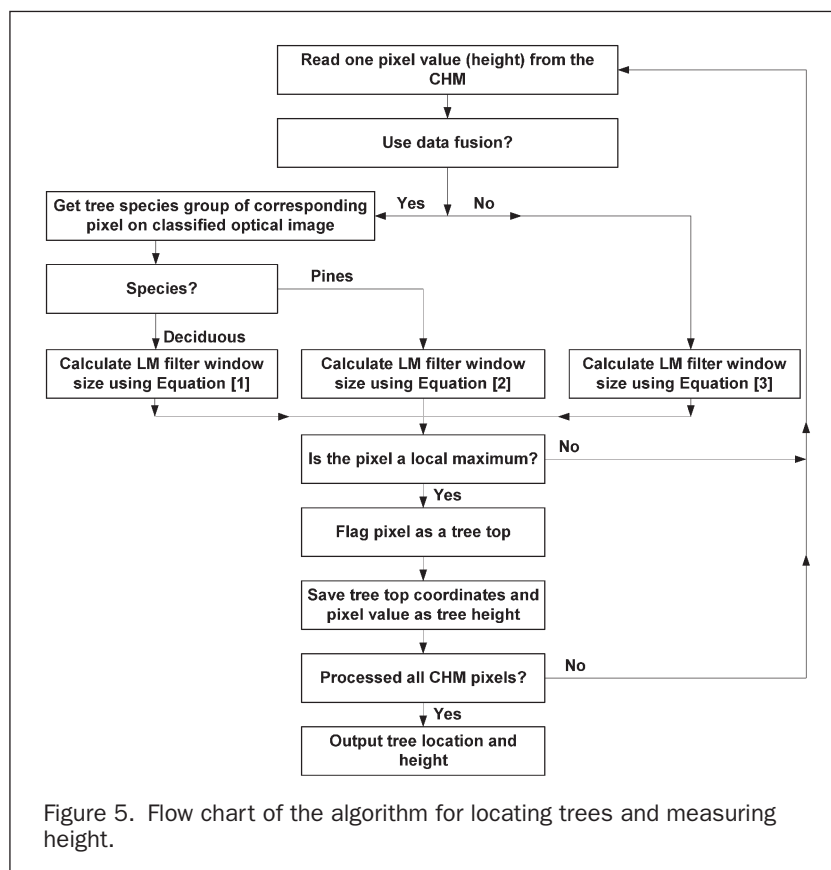 Read one pixel value (height) from the
CHM
Use data fusion?
Yes
No
Get tree species group of corresponding
pixel on classified optical image
Species?
Pines
Deciduous
Calculate LM filter window
size using Equation [1]
Calculate LM filter window
size using Equation [2]
Calculate LM filter window
size using Equation [3]
Is the pixel a local maximum?
No
Yes
Flag pixel as a tree top
Save tree top coordinates and
pixel value as tree height
Processed all CHM pixels?
No
Yes
Output tree location and
height
Figure 5. Flow chart of the algorithm for locating trees and measuring
height.